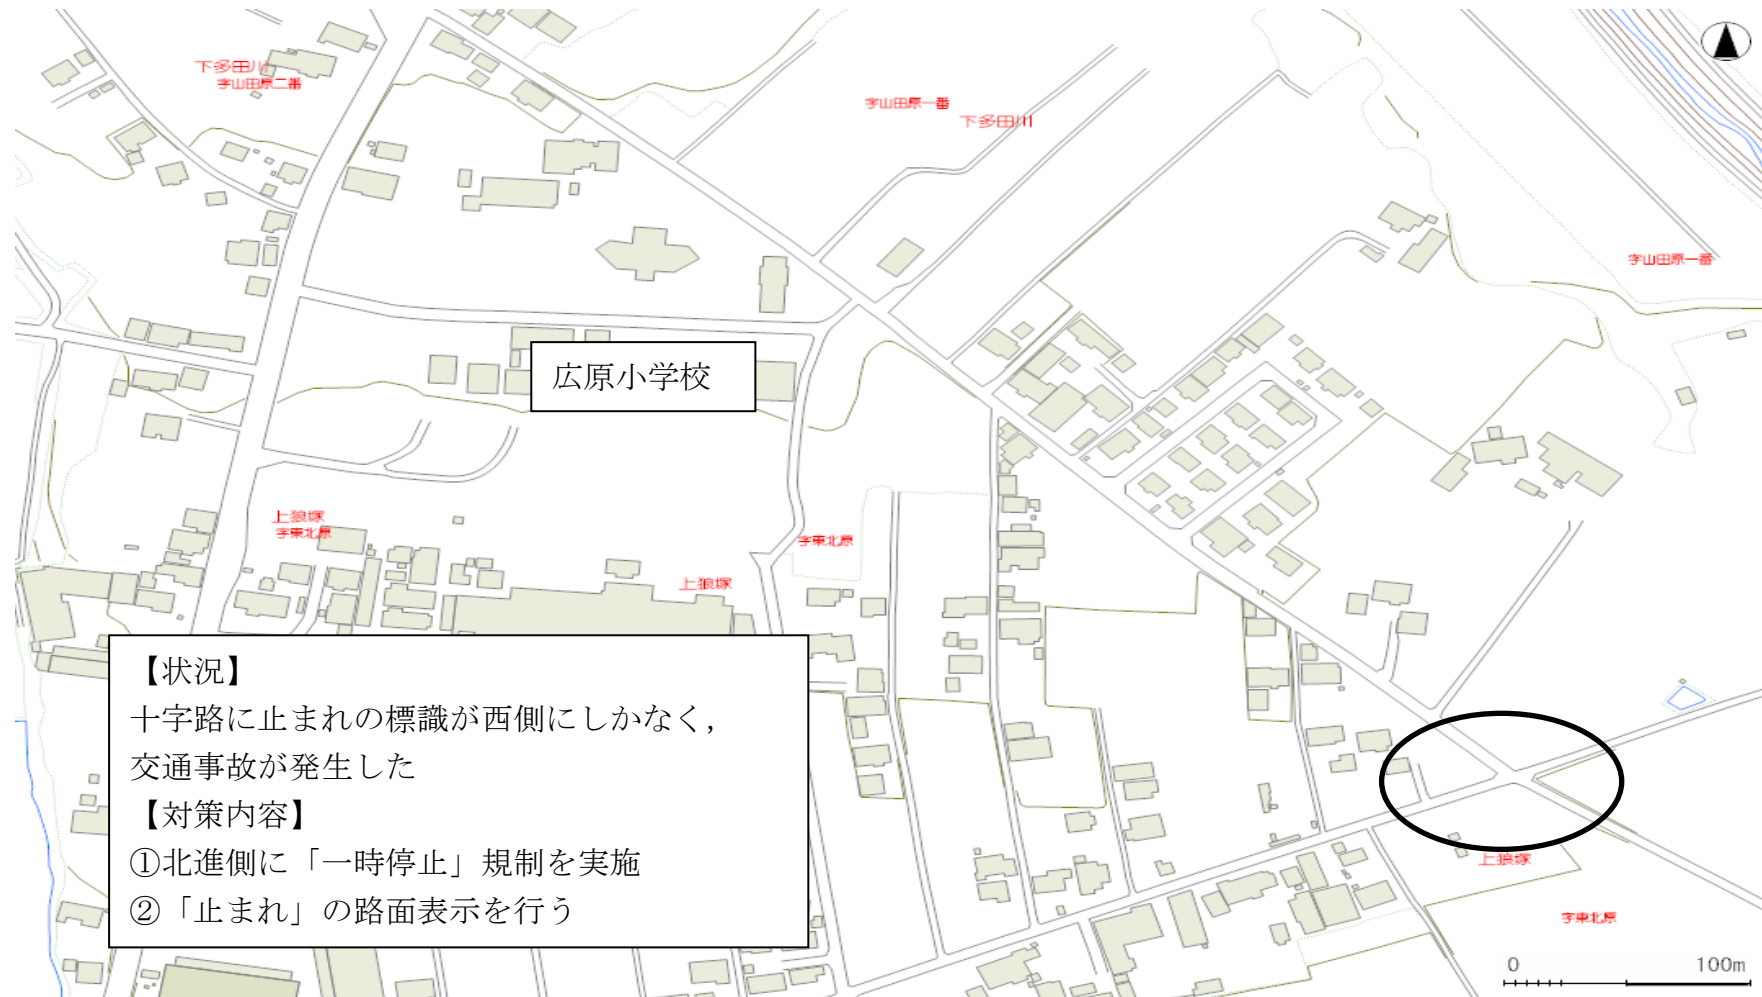 下多田川
字山田原二番
字山田原一番
下多田川
字山田原一番
広原小学校
上狼塚
字東北原
字東北原
上狼塚
【状況】
十字路に止まれの標識が西側にしかなく，
交通事故が発生した
【対策内容】
①北進側に「一時停止」規制を実施
②「止まれ」の路面表示を行う
上狼塚
字東北原
0 100m